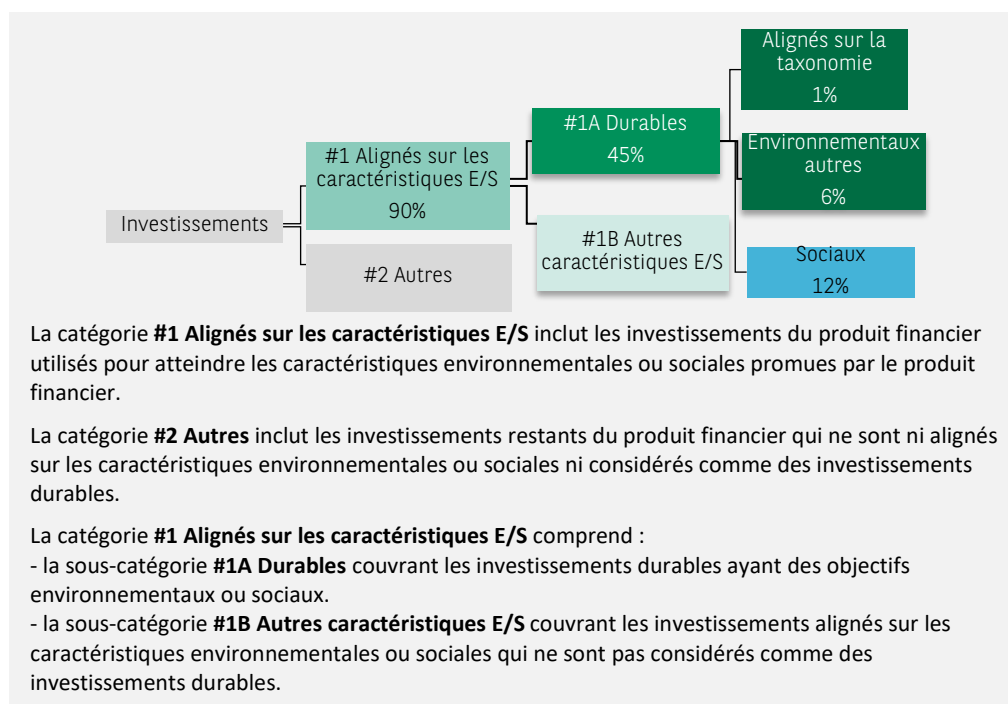 Alignés sur la
taxonomie
1%
#1A Durables
45%
Environnementaux
autres
6%
#1 Alignés sur les
caractéristiques E/S
90%
Investissements
#1B Autres
caractéristiques E/S
#2 Autres
Sociaux
12%
La catégorie #1 Alignés sur les caractéristiques E/S inclut les investissements du produit financier
utilisés pour atteindre les caractéristiques environnementales ou sociales promues par le produit
financier.
La catégorie #2 Autres inclut les investissements restants du produit financier qui ne sont ni alignés
sur les caractéristiques environnementales ou sociales ni considérés comme des investissements
durables.
La catégorie #1 Alignés sur les caractéristiques E/S comprend :
- la sous-catégorie #1A Durables couvrant les investissements durables ayant des objectifs
environnementaux ou sociaux.
- la sous-catégorie #1B Autres caractéristiques E/S couvrant les investissements alignés sur les
caractéristiques environnementales ou sociales qui ne sont pas considérés comme des
investissements durables.